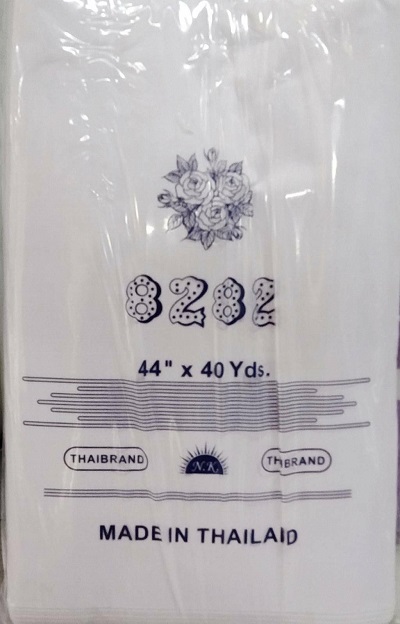 8282
44" x 40 Yds.
THAIBRAND N.K. THBRAND
MADE IN THAILAID